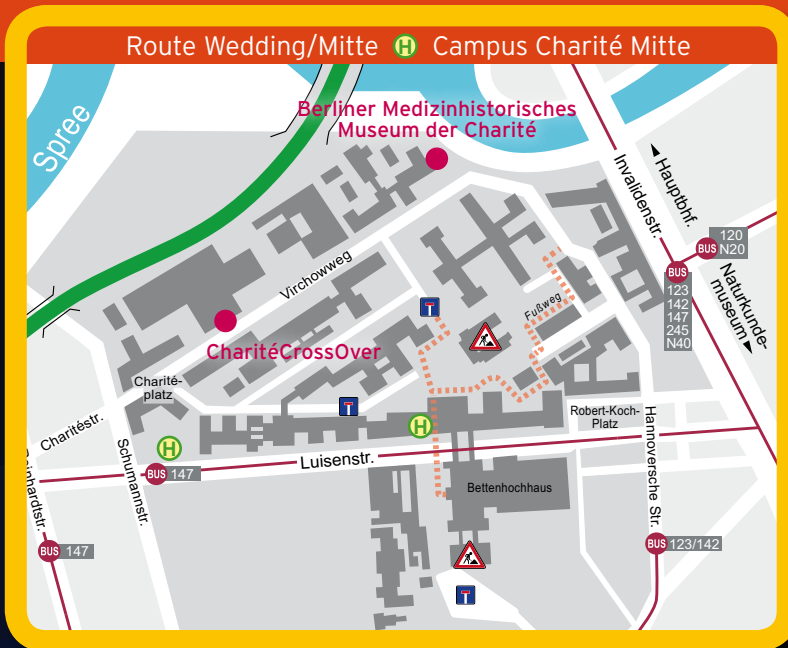 Route Wedding/Mitte H Campus Charité Mitte
Spree
Berliner Medizinhistorisches
Museum der Charité
Invalidenstr.
Hauptbhf.
BUS 120
N20
BUS
123
142
147
245
N40
Naturkunde-
museum
Virchowweg
Fußweg
CharitéCrossOver
Charité-
platz
Charitéstr.
Schumannstr.
H
H
Robert-Koch-
Platz
Hannoversche Str.
BUS 147
Luisenstr.
Bettenhochhaus
Reinhardtstr.
BUS 147
BUS 123/142